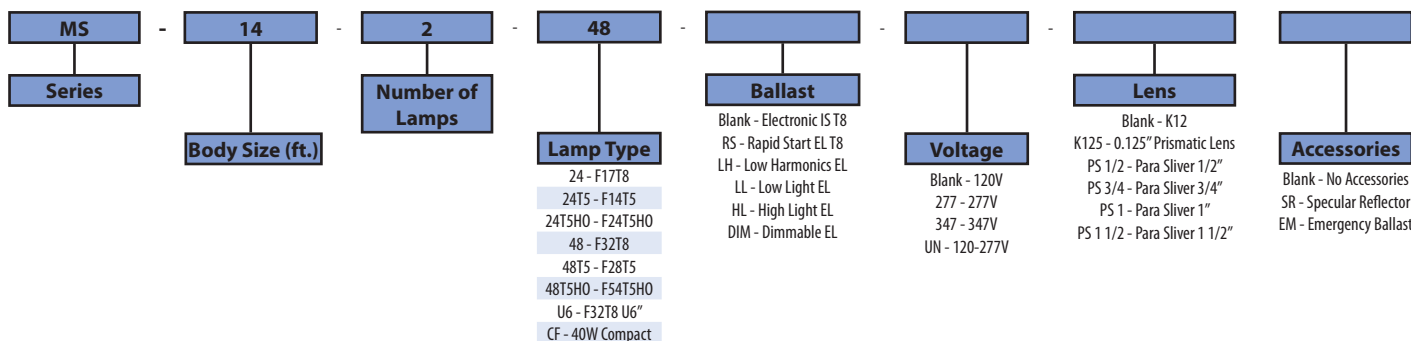 MS - 14 - 2 - 48 - - -
Series
Body Size (ft.)
Number of
Lamps
Lamp Type
24 - F17T8
24T5 - F14T5
24T5HO - F24T5HO
48 - F32T8
48T5 - F28T5
48T5HO - F54T5HO
U6 - F32T8 U6”
CF - 40W Compact
Ballast
Blank - Electronic IS T8
RS - Rapid Start EL T8
LH - Low Harmonics EL
LL - Low Light EL
HL - High Light EL
DIM - Dimmable EL
Voltage
Blank - 120V
277 - 277V
347 - 347V
UN - 120-277V
Lens
Blank - K12
K125 - 0.125” Prismatic Lens
PS 1/2 - Para Sliver 1/2”
PS 3/4 - Para Sliver 3/4”
PS 1 - Para Sliver 1”
PS 1 1/2 - Para Sliver 1 1/2”
Accessories
Blank - No Accessories
SR - Specular Reflector
EM - Emergency Ballast